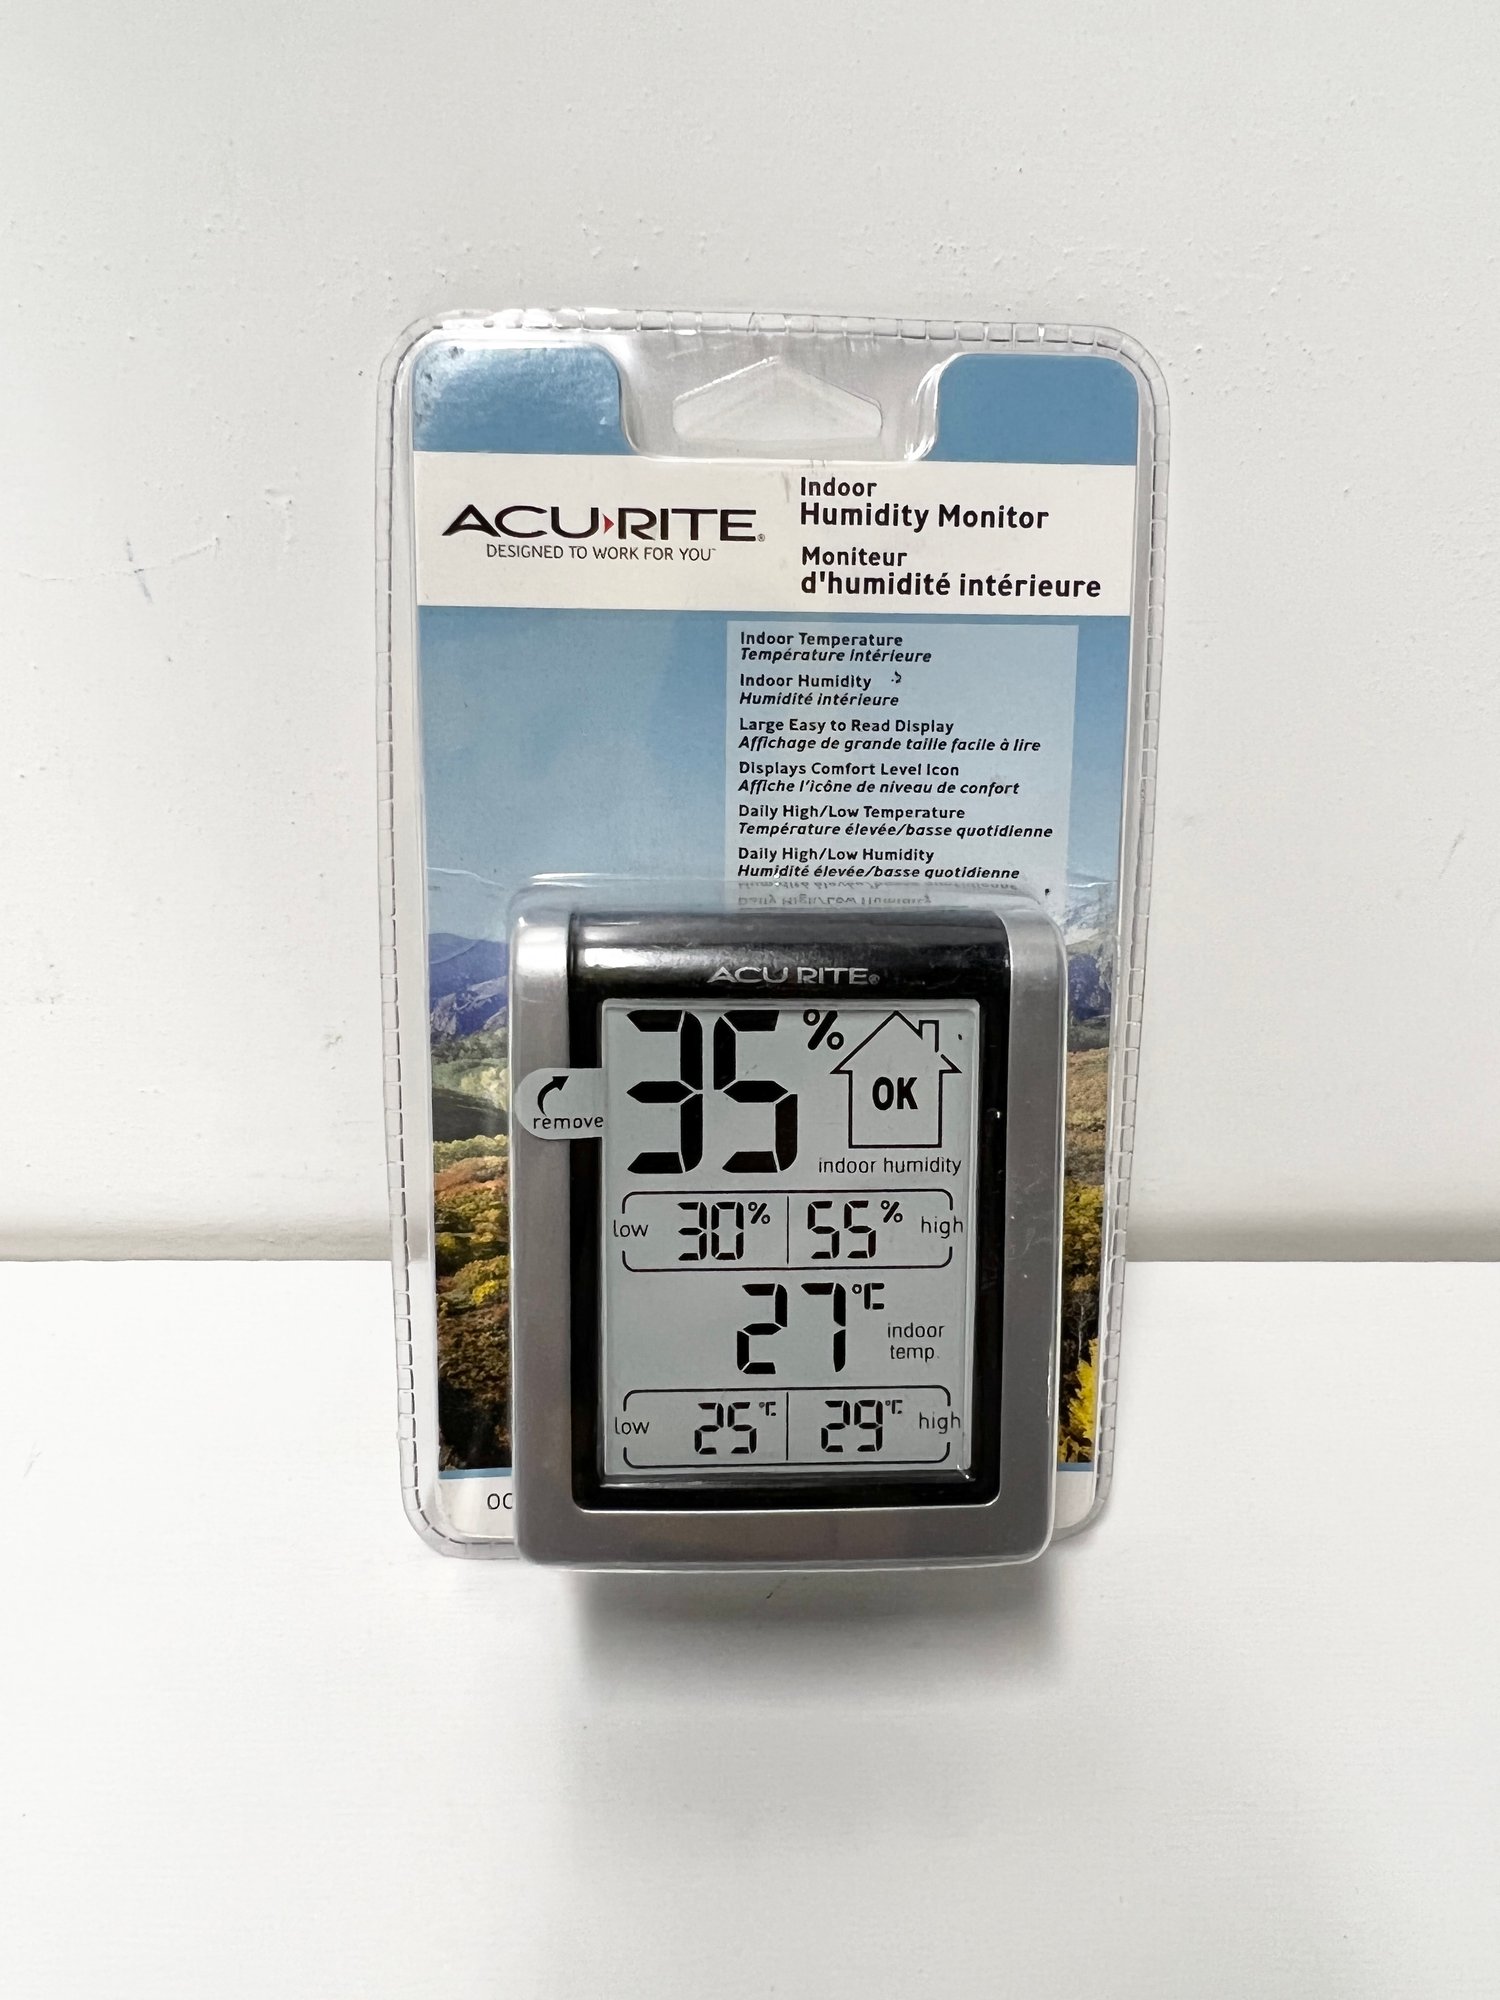 ACU RITE®
DESIGNED TO WORK FOR YOU™
Indoor
Humidity Monitor
Moniteur
d'humidité intérieure
Indoor Temperature
Température intérieure
Indoor Humidity
Humidité intérieure
Large Easy to Read Display
Affichage de grande taille facile à lire
Displays Comfort Level Icon
Affiche l'icône de niveau de confort
Daily High/Low Temperature
Température élevée/basse quotidienne
Daily High/Low Humidity
Humidité élevée/basse quotidienne
ACU RITE®
remove
35%
OK
indoor humidity
low 30% 55% high
27°C
indoor
temp.
low 25°C 29°C high